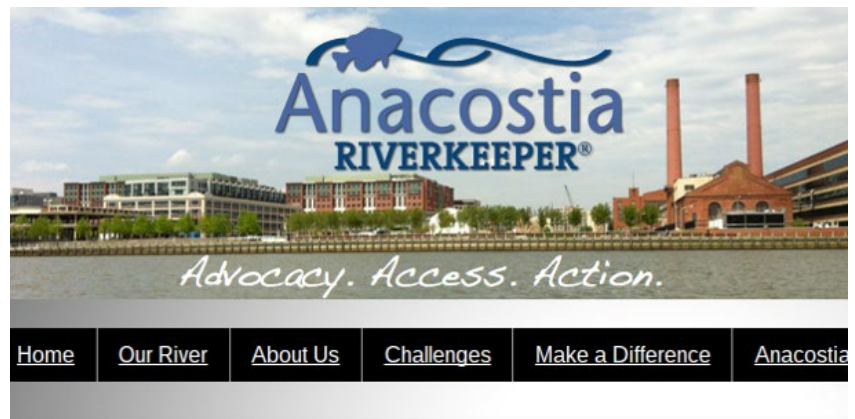 Anacostia
RIVERKEEPER®
Advocacy. Access. Action.
Home Our River About Us Challenges Make a Difference Anacostia